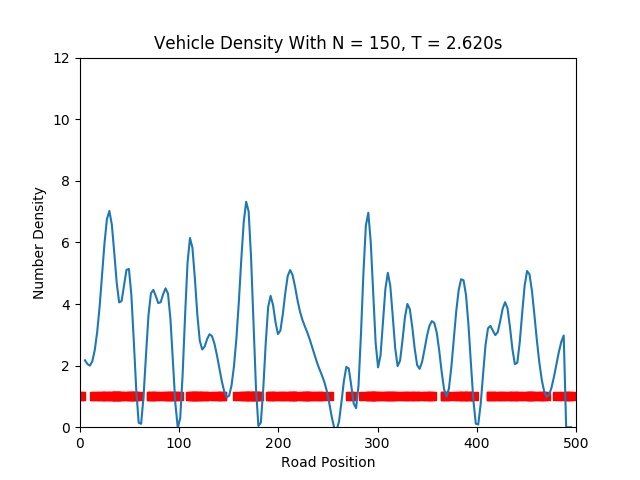 Vehicle Density With N = 150, T = 2.620s
12
10
8
6
4
2
0
Number Density
0 100 200 300 400 500
Road Position